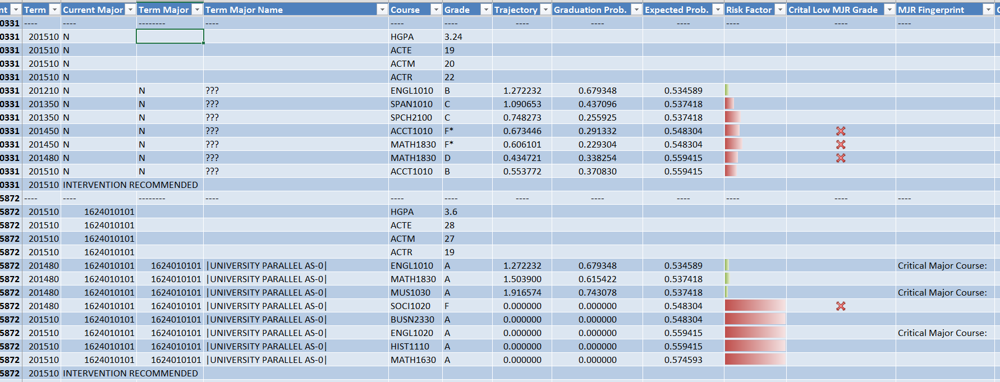 nt Term Current Major Term Major Term Major Name Course Grade Trajectory Graduation Prob. Expected Prob. Risk Factor Crital Low MJR Grade MJR Fingerprint
0331 ---- ---- -------- ---- ---- ---- ---- ---- ---- ---- ---- ----
0331 201510 N HGPA 3.24
0331 201510 N ACTE 19
0331 201510 N ACTM 20
0331 201510 N ACTR 22
0331 201210 N N ??? ENGL1010 B 1.272232 0.679348 0.534589
0331 201350 N N ??? SPAN1010 C 1.090653 0.437096 0.537418
0331 201350 N N ??? SPCH2100 C 0.748273 0.255925 0.537418
0331 201450 N N ??? ACCT1010 F* 0.673446 0.291332 0.548304
0331 201450 N N ??? MATH1830 F* 0.606101 0.229304 0.548304
0331 201480 N N ??? MATH1830 D 0.434721 0.338254 0.559415
0331 201510 N N ??? ACCT1010 B 0.553772 0.370830 0.559415
0331 201510 INTERVENTION RECOMMENDED
5872 ---- ---- -------- ---- ---- ---- ---- ---- ---- ---- ---- ----
5872 201510 1624010101 HGPA 3.6
5872 201510 1624010101 ACTE 28
5872 201510 1624010101 ACTM 27
5872 201510 1624010101 ACTR 19
5872 201480 1624010101 1624010101 |UNIVERSITY PARALLEL AS-0| ENGL1010 A 1.272232 0.679348 0.534589 Critical Major Course:
5872 201480 1624010101 1624010101 |UNIVERSITY PARALLEL AS-0| MATH1830 A 1.503900 0.615422 0.537418
5872 201480 1624010101 1624010101 |UNIVERSITY PARALLEL AS-0| MUS1030 A 1.916574 0.743078 0.537418 Critical Major Course:
5872 201480 1624010101 1624010101 |UNIVERSITY PARALLEL AS-0| SOCI1020 F 0.000000 0.000000 0.548304
5872 201510 1624010101 1624010101 |UNIVERSITY PARALLEL AS-0| BUSN2330 A 0.000000 0.000000 0.548304
5872 201510 1624010101 1624010101 |UNIVERSITY PARALLEL AS-0| ENGL1020 A 0.000000 0.000000 0.559415 Critical Major Course:
5872 201510 1624010101 1624010101 |UNIVERSITY PARALLEL AS-0| HIST1110 A 0.000000 0.000000 0.559415
5872 201510 1624010101 1624010101 |UNIVERSITY PARALLEL AS-0| MATH1630 A 0.000000 0.000000 0.574593
5872 201510 INTERVENTION RECOMMENDED